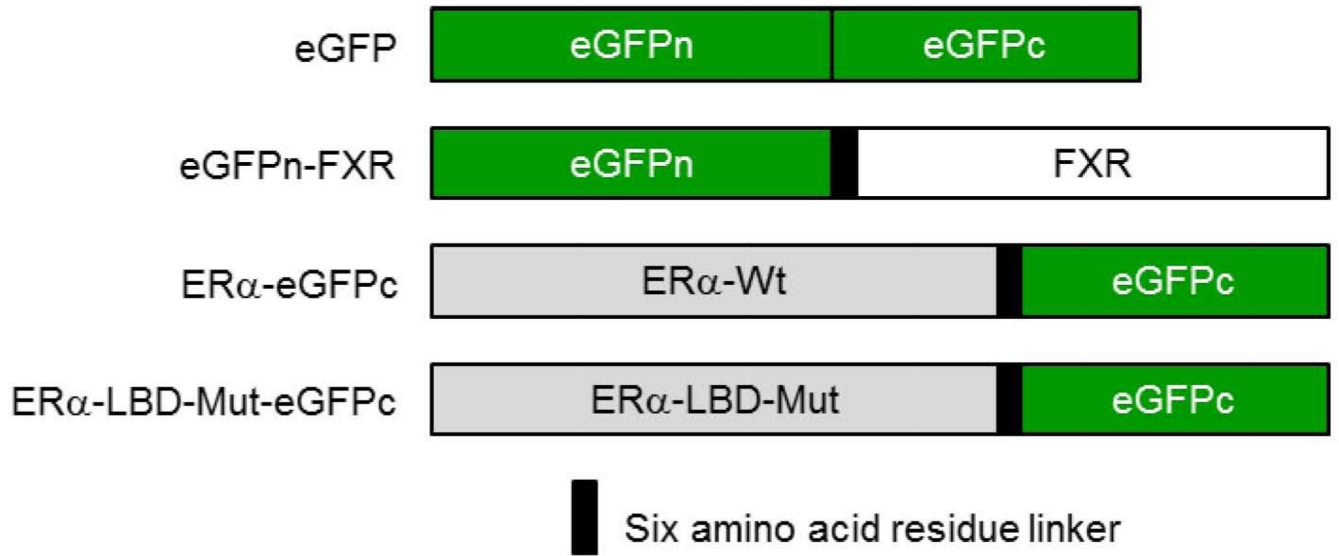 eGFP eGFPn eGFPc
eGFPn-FXR eGFPn FXR
ERα-eGFPc ERα-Wt eGFPc
ERα-LBD-Mut-eGFPc ERα-LBD-Mut eGFPc
Six amino acid residue linker